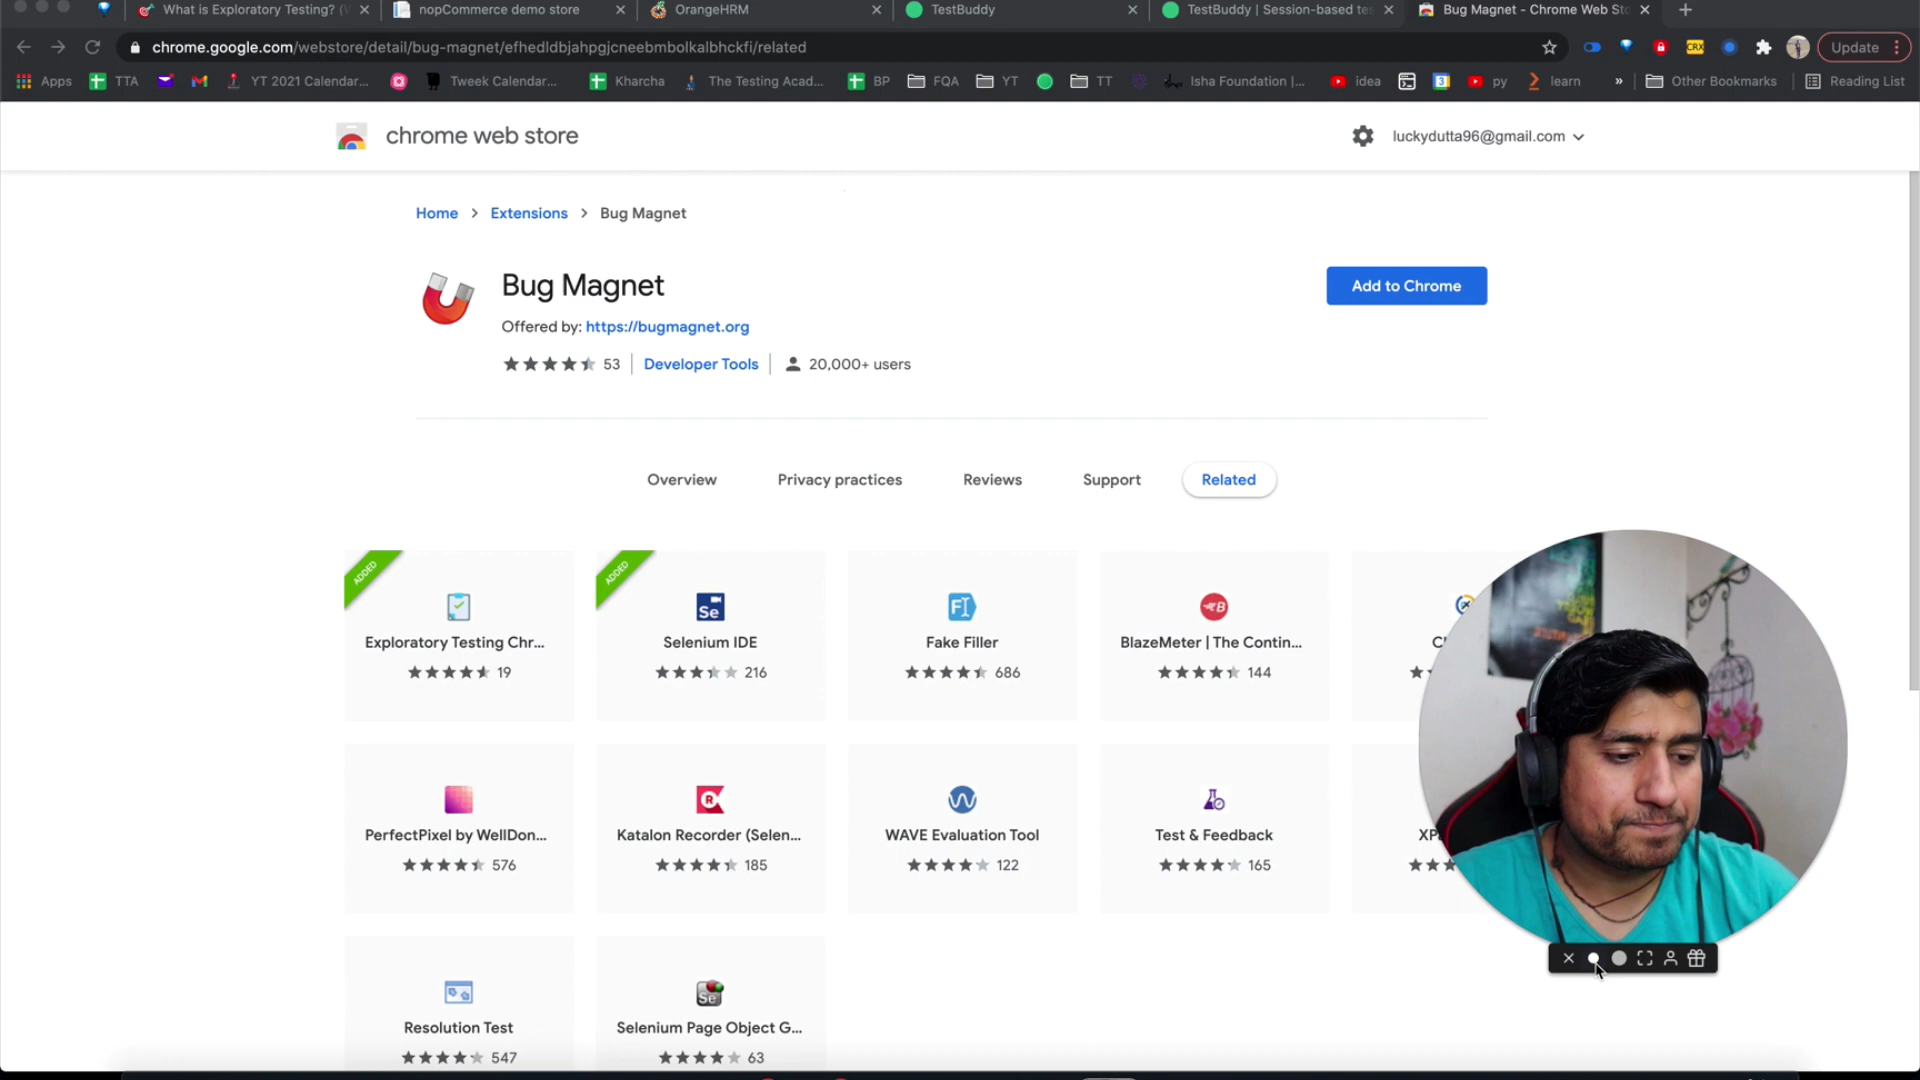 What is Exploratory Testing? (
nopCommerce demo store
OrangeHRM
TestBuddy
TestBuddy | Session-based tes
Bug Magnet - Chrome Web Sto
chrome.google.com/webstore/detail/bug-magnet/efhedldbjahpgjcneebmbolkalbhckfi/related
CRX
Update
Apps
TTA
YT 2021 Calendar...
Tweek Calendar...
Kharcha
The Testing Acad...
BP
FQA
YT
TT
Isha Foundation |...
idea
3
py
learn
»
Other Bookmarks
Reading List
chrome web store
luckydutta96@gmail.com
Home > Extensions > Bug Magnet
Bug Magnet
Add to Chrome
Offered by: https://bugmagnet.org
53
Developer Tools
20,000+ users
Overview
Privacy practices
Reviews
Support
Related
ADDED
ADDED
Se
B
Exploratory Testing Chr...
Selenium IDE
Fake Filler
BlazeMeter | The Contin...
19
216
686
144
R
PerfectPixel by WellDon...
Katalon Recorder (Selen...
WAVE Evaluation Tool
Test & Feedback
XP
576
185
122
165
Se
Resolution Test
Selenium Page Object G...
547
63